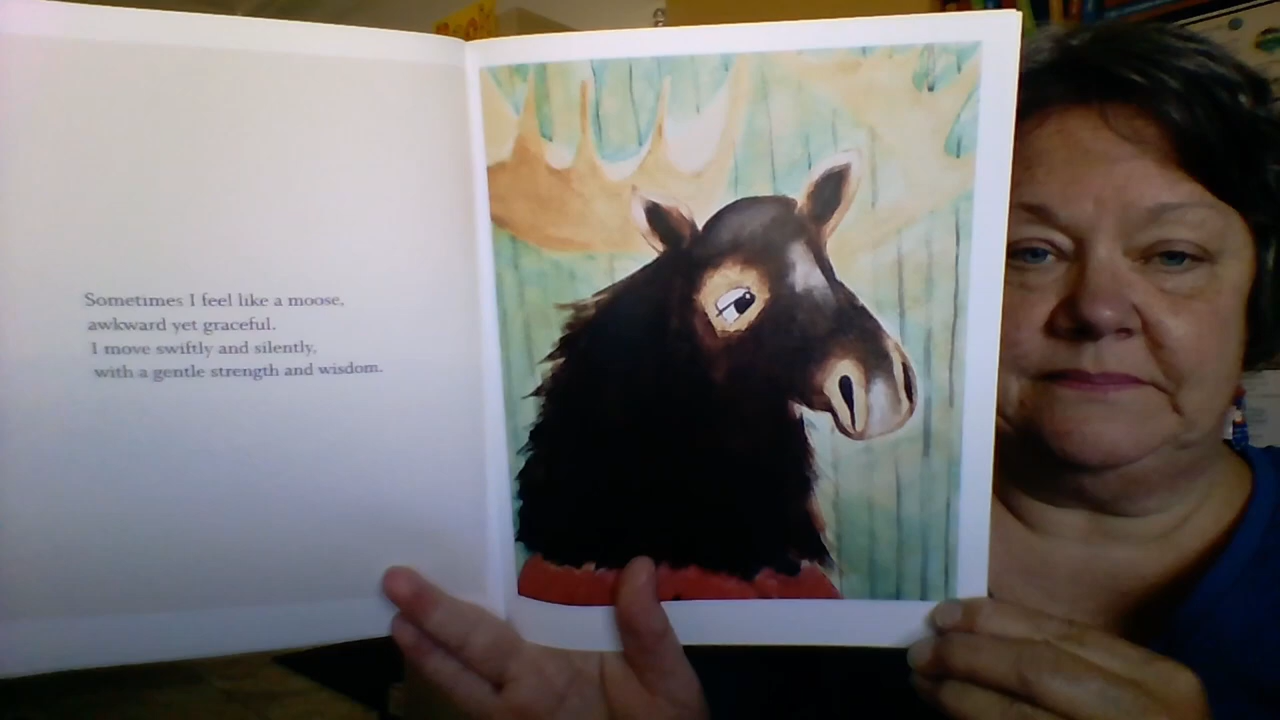 Sometimes I feel like a moose,
awkward yet graceful.
I move swiftly and silently,
with a gentle strength and wisdom.